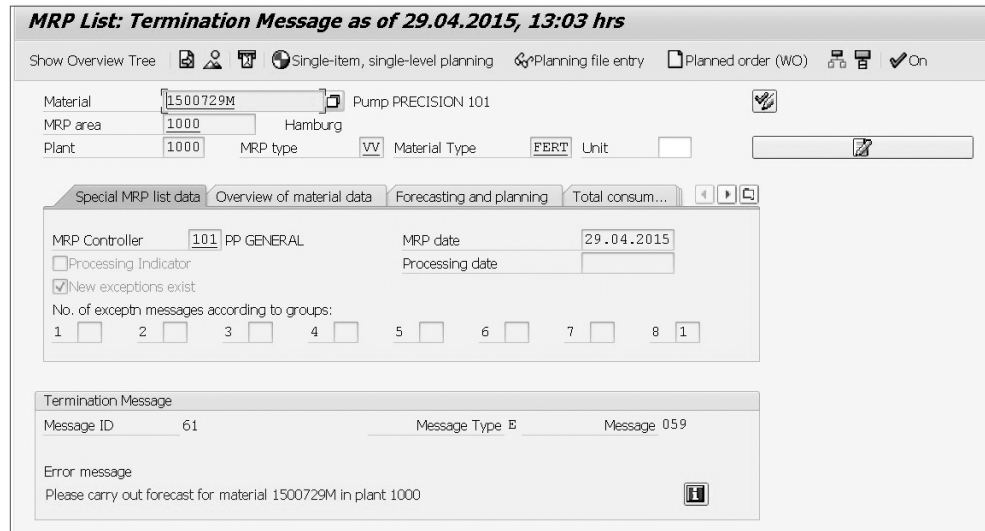 MRP List: Termination Message as of 29.04.2015, 13:03 hrs
Show Overview Tree Single-item, single-level planning Planning file entry Planned order (WO) On
Material 1500729M Pump PRECISION 101
MRP area 1000 Hamburg
Plant 1000 MRP type VV Material Type FERT Unit
Special MRP list data Overview of material data Forecasting and planning Total consum...
MRP Controller 101 PP GENERAL MRP date 29.04.2015
Processing Indicator Processing date
New exceptions exist
No. of exceptn messages according to groups:
1 2 3 4 5 6 7 8 1
Termination Message
Message ID 61 Message Type E Message 059
Error message
Please carry out forecast for material 1500729M in plant 1000